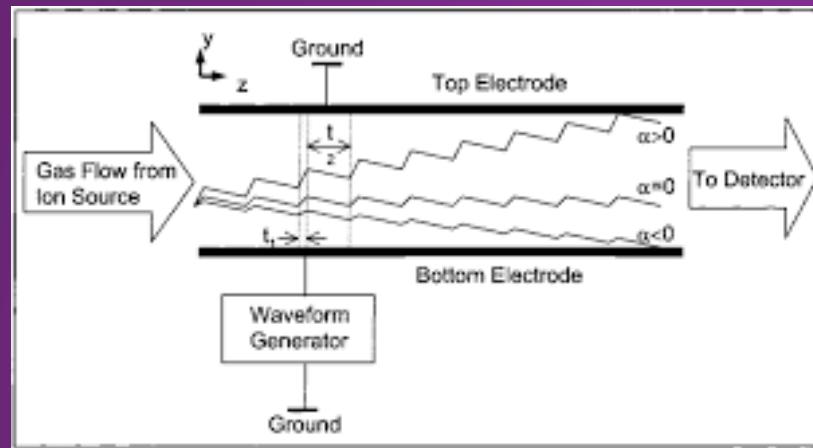 y
z
Ground
Top Electrode
t
2
α>0
Gas Flow from
Ion Source
α=0
To Detector
t₁
α<0
Bottom Electrode
Waveform
Generator
Ground